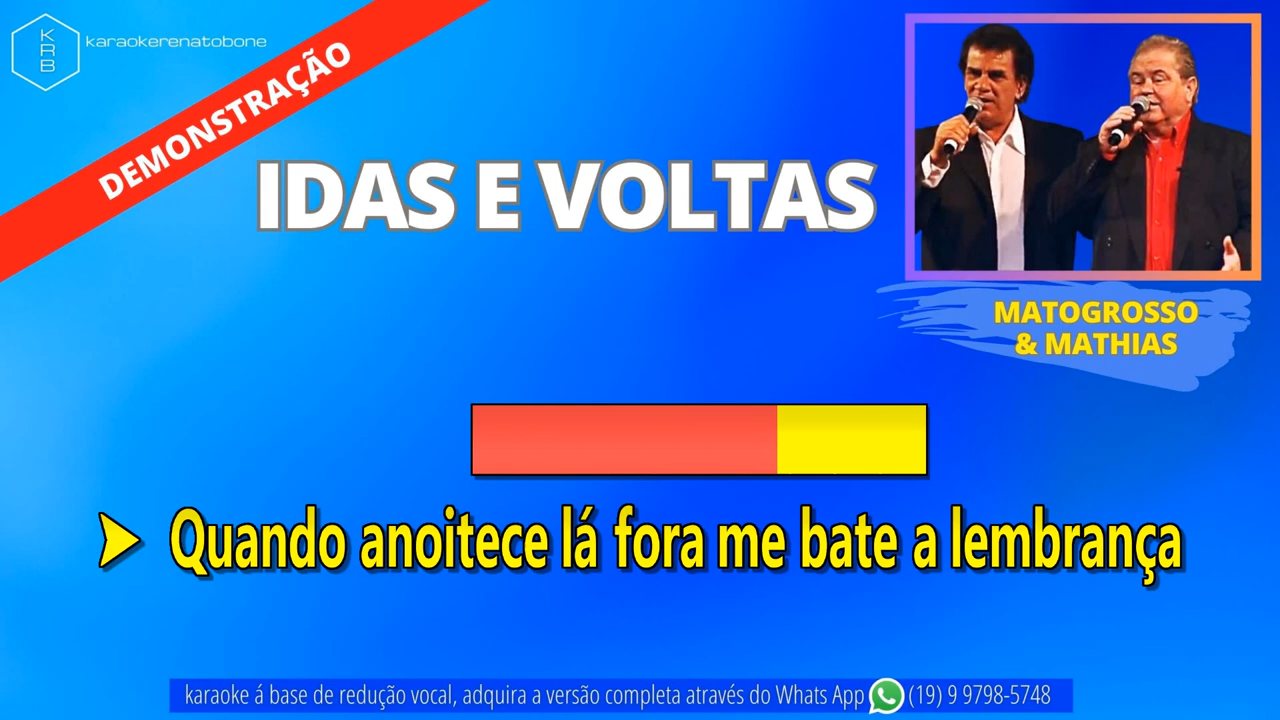 KRB
karaokerenatobone
DEMONSTRAÇÃO
IDAS E VOLTAS
MATOGROSSO
& MATHIAS
Quando anoitece lá fora me bate a lembrança
karaoke á base de redução vocal, adquira a versão completa através do Whats App (19) 9 9798-5748